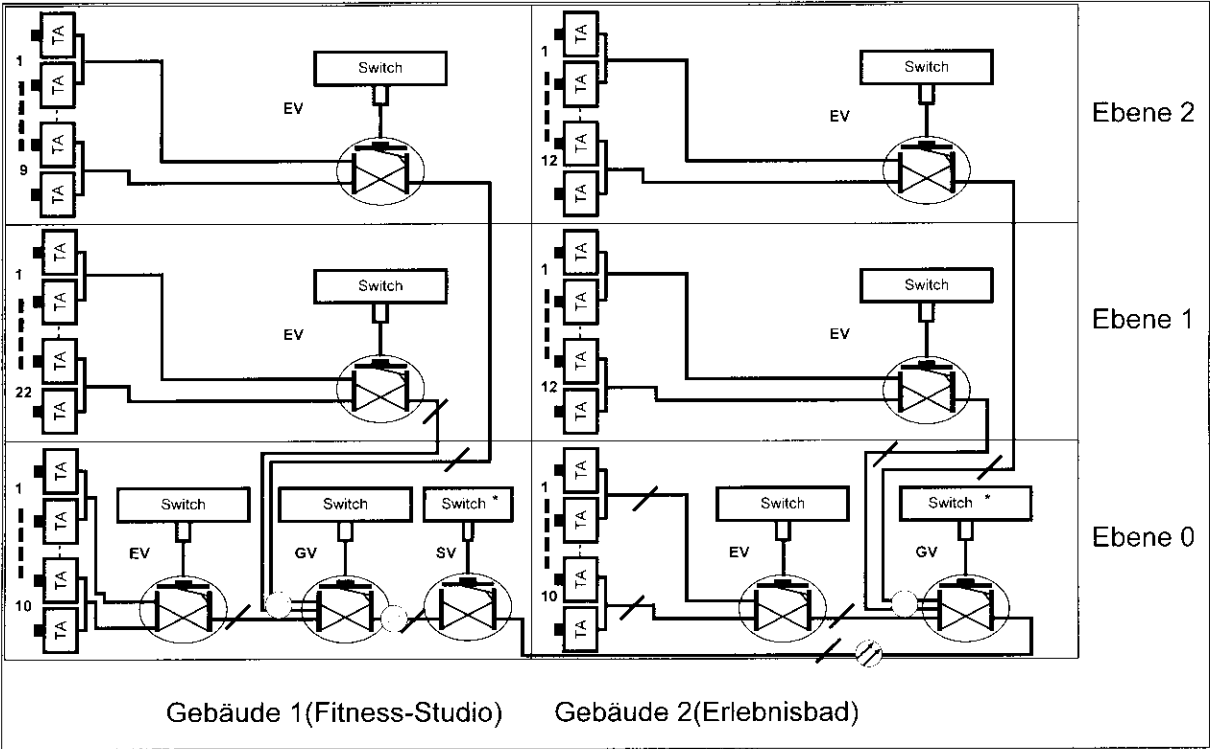 TA
1
TA
TA
9
TA
Switch
EV
TA
1
TA
TA
12
TA
Switch
EV
Ebene 2
TA
1
TA
TA
22
TA
Switch
EV
TA
1
TA
TA
12
TA
Switch
EV
Ebene 1
TA
1
TA
TA
10
TA
Switch
EV
Switch
GV
Switch *
SV
TA
1
TA
TA
10
TA
Switch
EV
Switch *
GV
Ebene 0
Gebäude 1(Fitness-Studio)
Gebäude 2(Erlebnisbad)